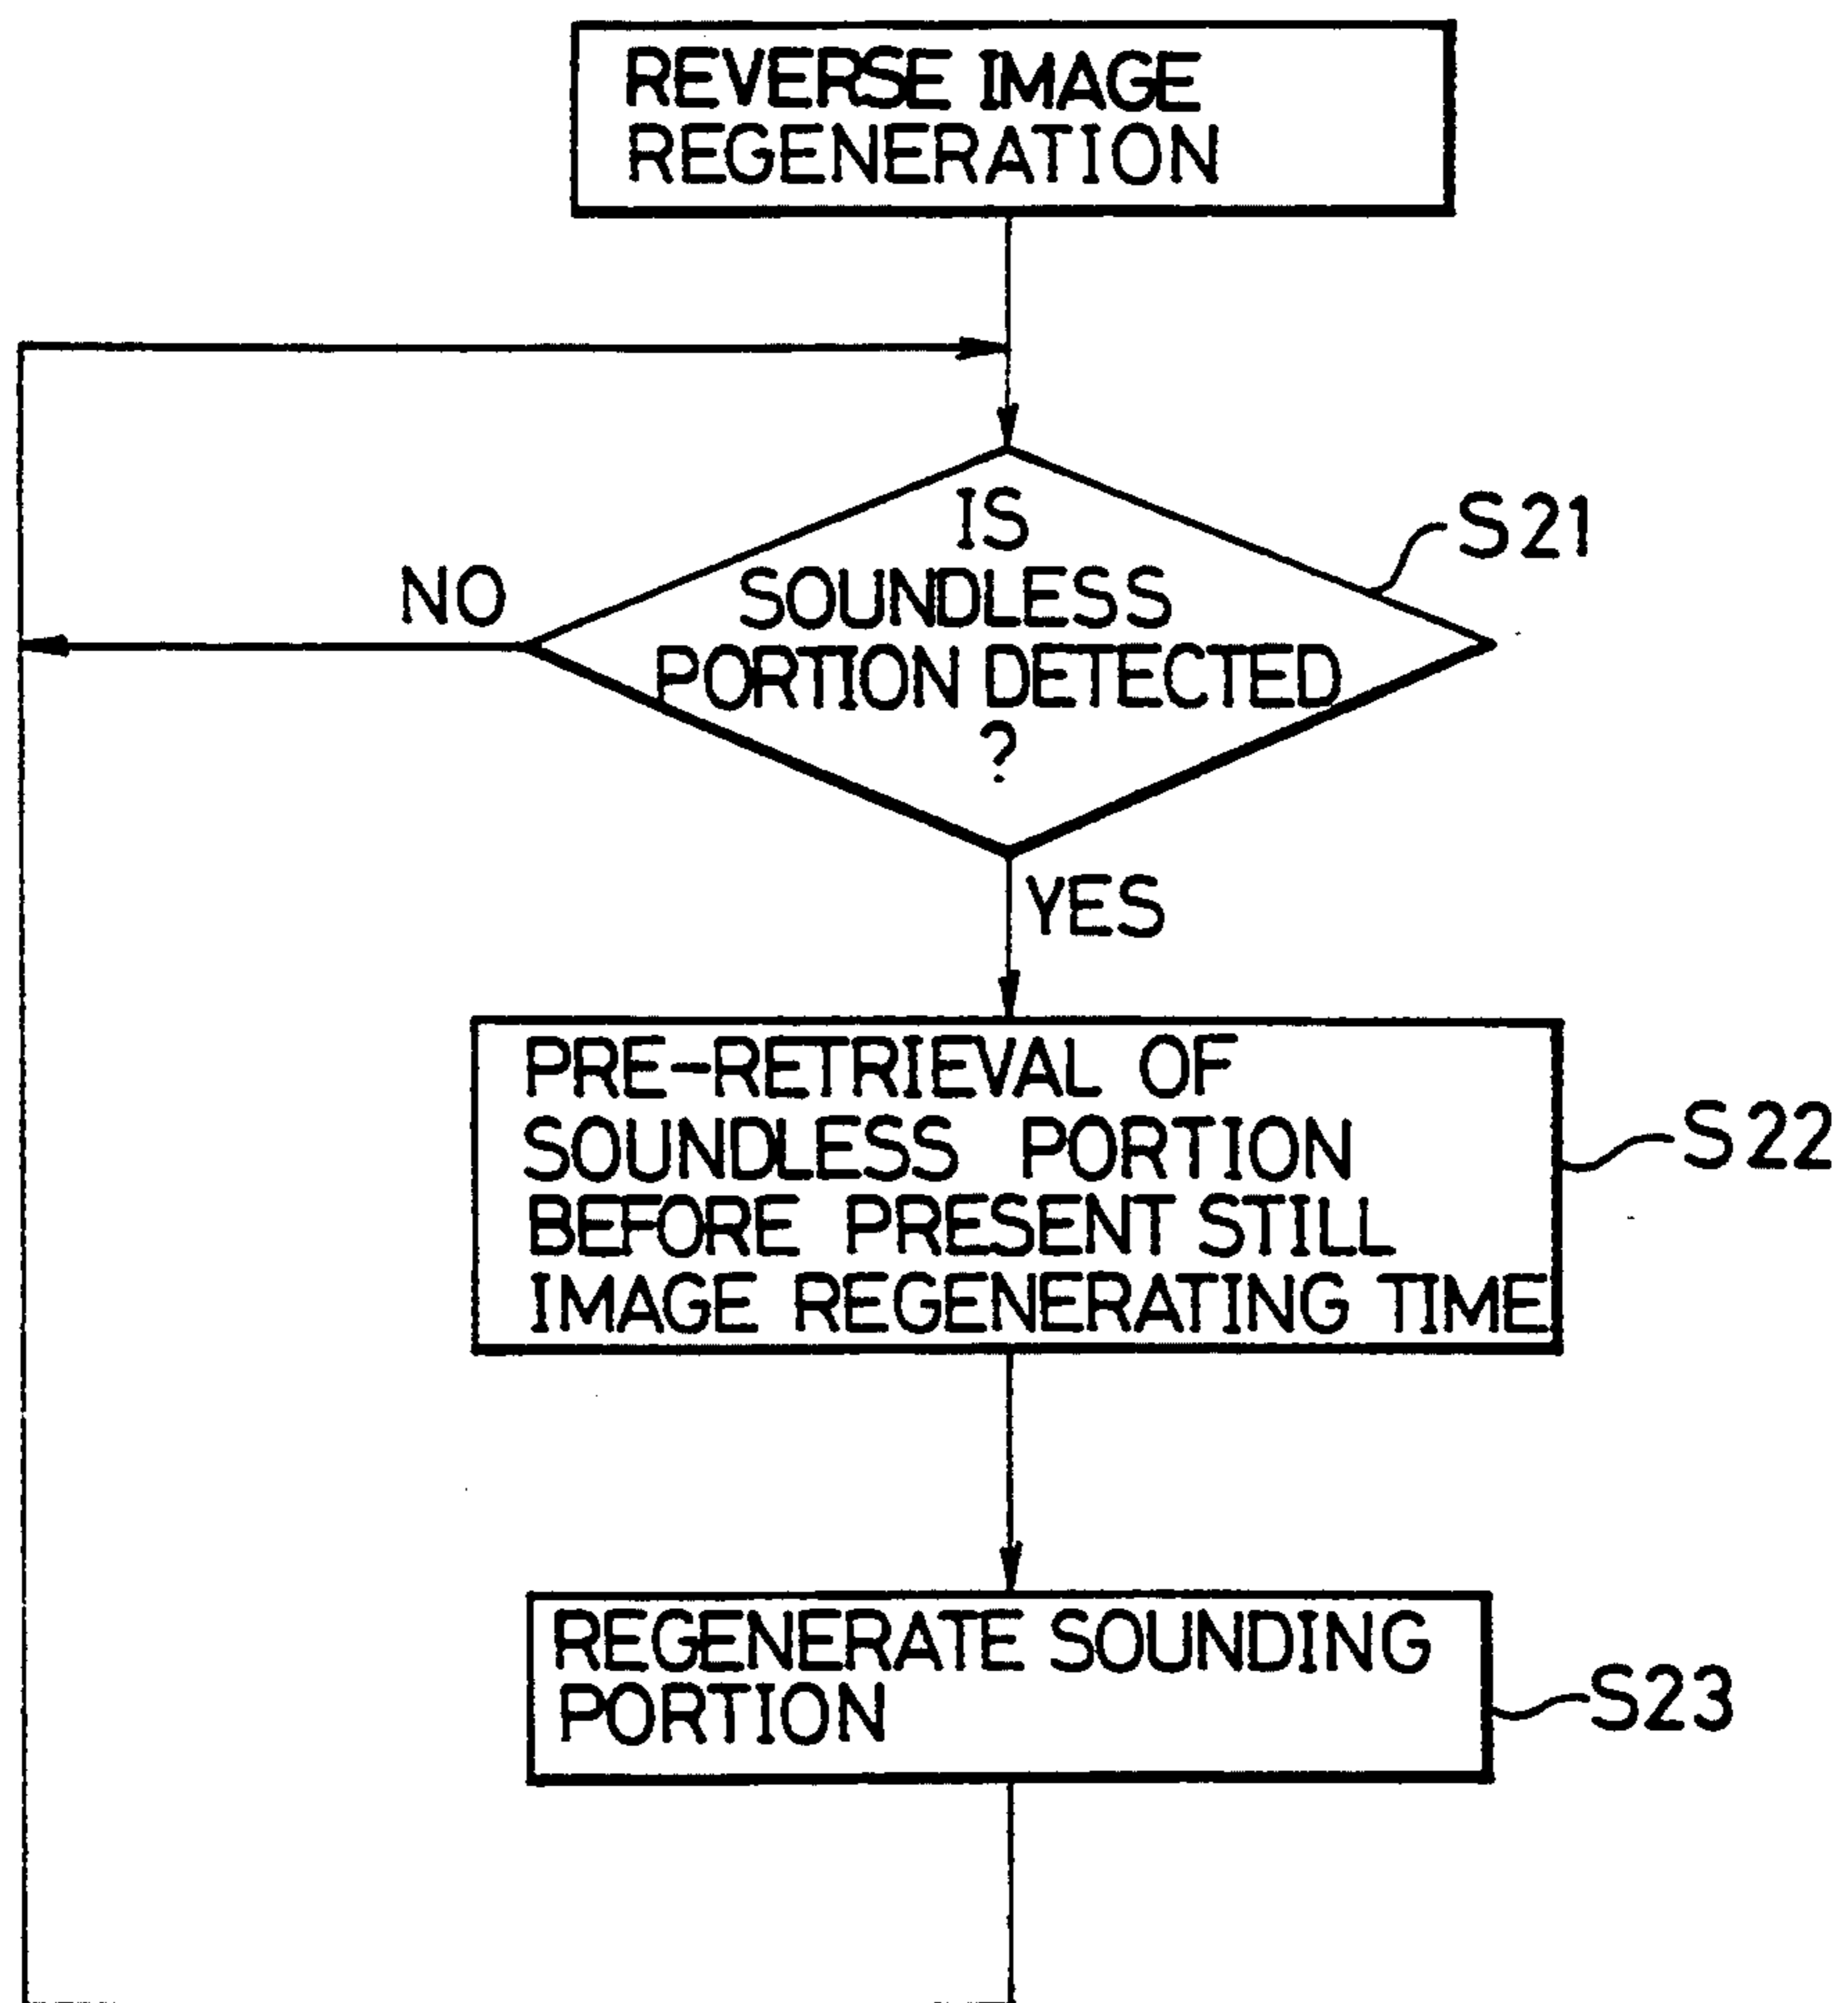 REVERSE IMAGE
REGENERATION
IS
SOUNDLESS
PORTION DETECTED
?
S21
NO
YES
PRE-RETRIEVAL OF
SOUNDLESS PORTION
BEFORE PRESENT STILL
IMAGE REGENERATING TIME
S22
REGENERATE SOUNDING
PORTION
S23